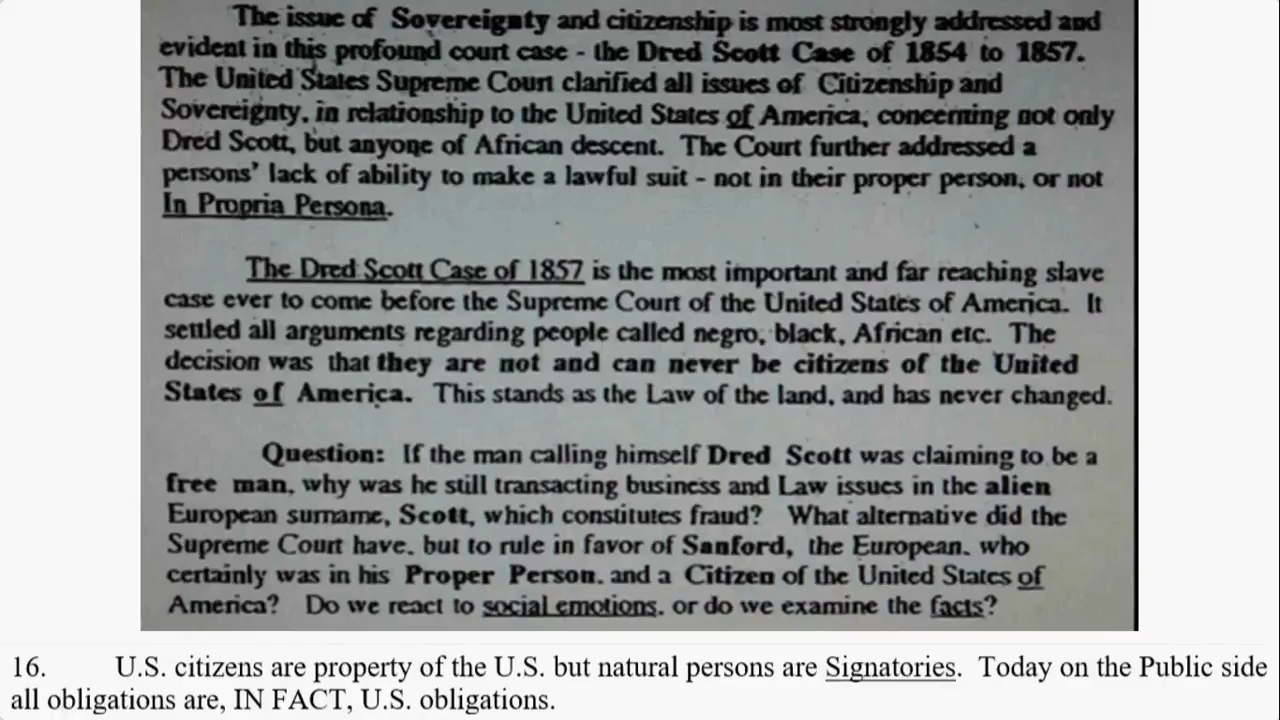 The issue of Sovereignty and citizenship is most strongly addressed and
evident in this profound court case - the Dred Scott Case of 1854 to 1857.
The United States Supreme Court clarified all issues of Citizenship and
Sovereignty, in relationship to the United States of America, concerning not only
Dred Scott, but anyone of African descent. The Court further addressed a
persons' lack of ability to make a lawful suit - not in their proper person, or not
In Propria Persona.
The Dred Scott Case of 1857 is the most important and far reaching slave
case ever to come before the Supreme Court of the United States of America. It
settled all arguments regarding people called negro, black, African etc. The
decision was that they are not and can never be citizens of the United
States of America. This stands as the Law of the land, and has never changed.
Question: If the man calling himself Dred Scott was claiming to be a
free man, why was he still transacting business and Law issues in the alien
European surname, Scott, which constitutes fraud? What alternative did the
Supreme Court have, but to rule in favor of Sanford, the European, who
certainly was in his Proper Person, and a Citizen of the United States of
America? Do we react to social emotions, or do we examine the facts?
16. U.S. citizens are property of the U.S. but natural persons are Signatories. Today on the Public side
all obligations are, IN FACT, U.S. obligations.